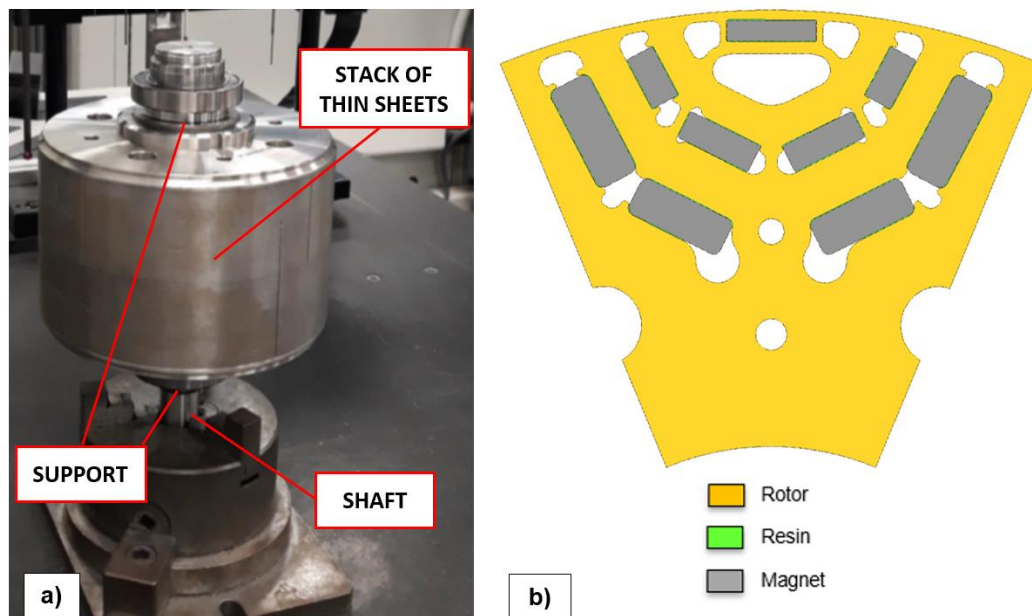 STACK OF
THIN SHEETS
SUPPORT
SHAFT
a)
Rotor
Resin
Magnet
b)